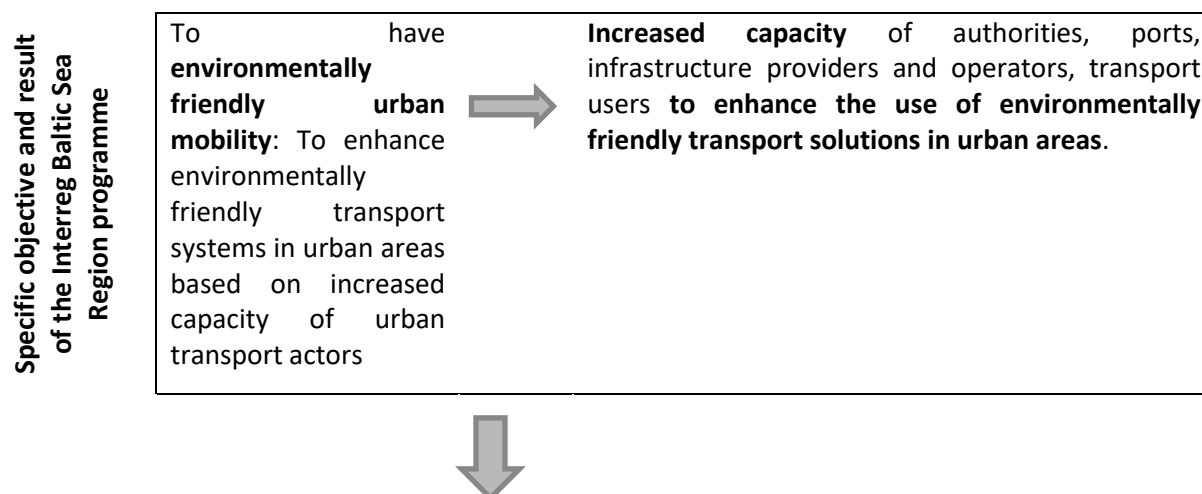 Specific objective and result
of the Interreg Baltic Sea
Region programme
To have
environmentally
friendly urban
mobility: To enhance
environmentally
friendly transport
systems in urban areas
based on increased
capacity of urban
transport actors
Increased capacity of authorities, ports,
infrastructure providers and operators, transport
users to enhance the use of environmentally
friendly transport solutions in urban areas.